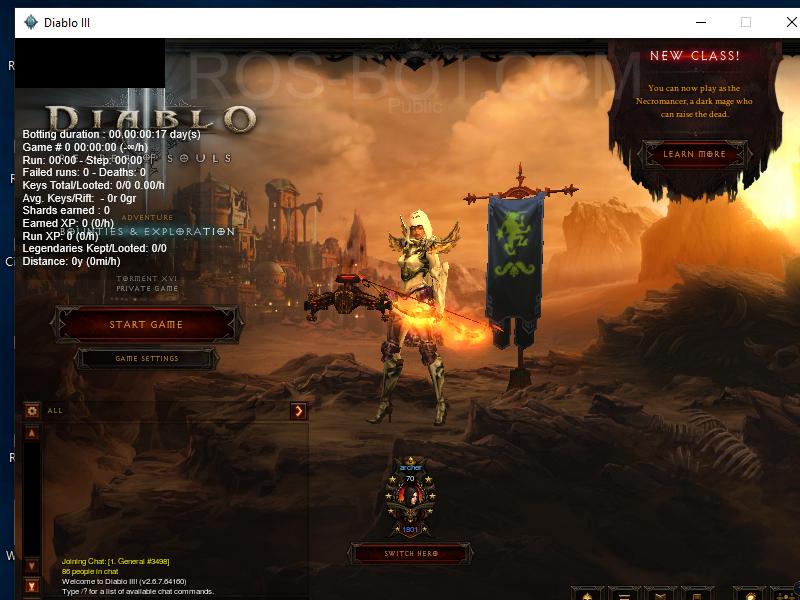 Diablo III
ROS-BOT.COM
Public
NEW CLASS!
You can now play as the
Necromancer, a dark mage who
can raise the dead.
LEARN MORE
DIABLO
Botting duration : 00.00:00:17 day(s)
Game # 0 00:00:00 (-∞/h)
Run: 00:00 - Step: 00:00
OF SOULS
Failed runs: 0 - Deaths: 0
Keys Total/Looted: 0/0 0.00/h
Avg. Keys/Rift: - 0r 0gr
Shards earned : 0
ADVENTURE
Earned XP: 0 (0/h)
BOUNTIES & EXPLORATION
Run XP: 0 (0/h)
Legendaries Kept/Looted: 0/0
Distance: 0y (0mi/h)
TORMENT XVI
PRIVATE GAME
START GAME
GAME SETTINGS
ALL
archer
70
1801
SWITCH HERO
Joining Chat: [1. General #3498]
86 people in chat
Welcome to Diablo III! (v2.6.7.64160)
Type /? for a list of available chat commands.